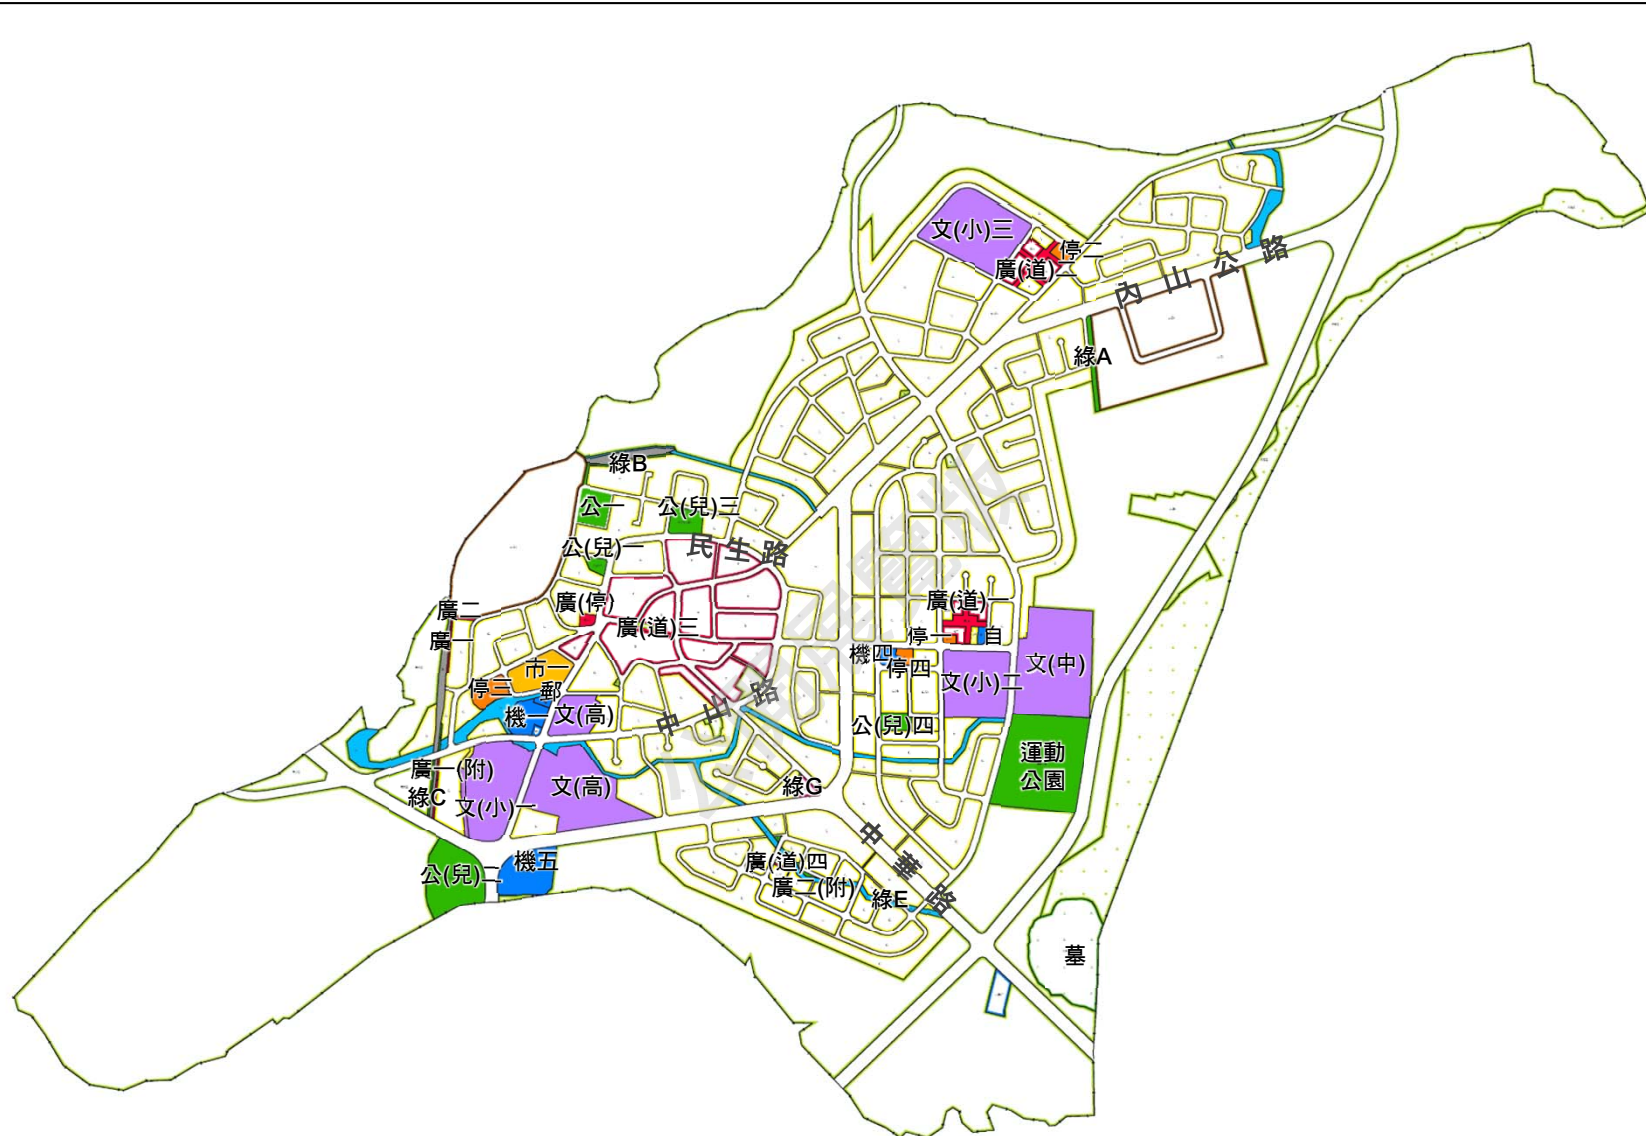 文(小)三
停二
廣(道)二
內山公路
綠A
綠B
公一
公(兒)三
民生路
公(兒)一
廣二
廣(停)
廣(道)一
廣一
廣(道)三
停一
自
機四
停四
文(中)
市一
停三
郵
文(小)二
機一
文(高)
中山路
公(兒)四
運動
公園
廣一(附)
綠C
文(小)一
文(高)
綠G
中華路
公(兒)二
機五
廣(道)四
廣二(附)
綠E
墓
公開展覽版